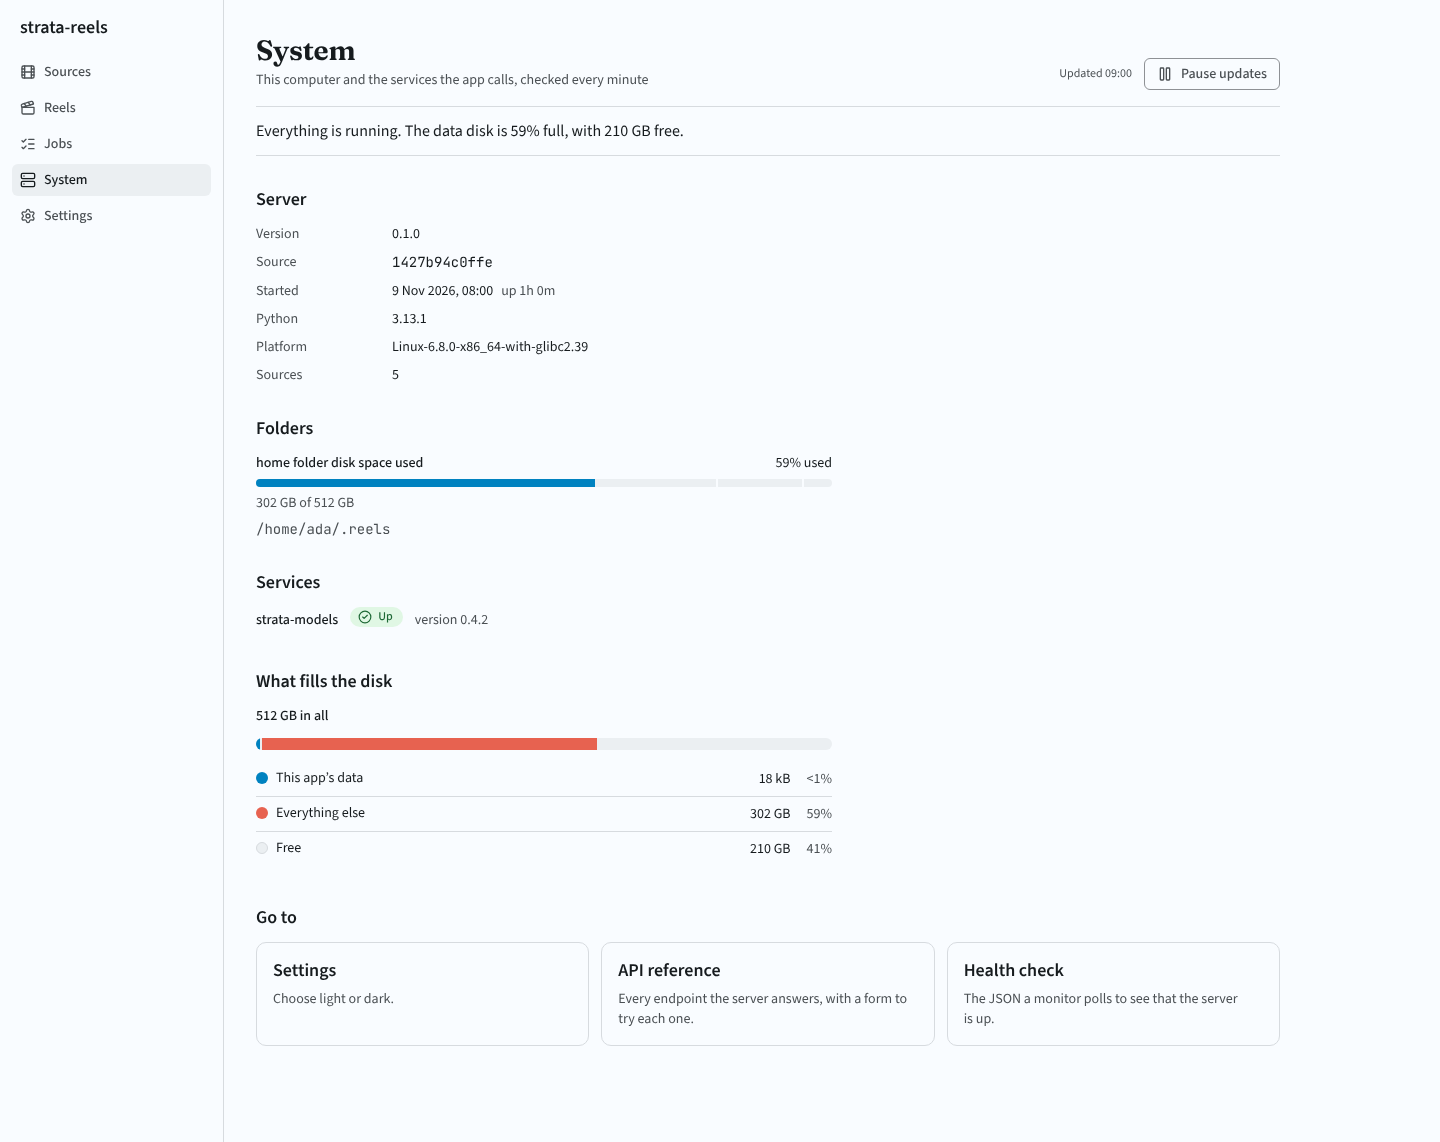 strata-reels
Sources
Reels
Jobs
System
Settings
System
This computer and the services the app calls, checked every minute
Updated 09:00
Pause updates
Everything is running. The data disk is 59% full, with 210 GB free.
Server
Version 0.1.0
Source 1427b94c0ffe
Started 9 Nov 2026, 08:00 up 1h 0m
Python 3.13.1
Platform Linux-6.8.0-x86_64-with-glibc2.39
Sources 5
Folders
home folder disk space used 59% used
302 GB of 512 GB
/home/ada/.reels
Services
strata-models Up version 0.4.2
What fills the disk
512 GB in all
This app’s data 18 kB <1%
Everything else 302 GB 59%
Free 210 GB 41%
Go to
Settings
Choose light or dark.
API reference
Every endpoint the server answers, with a form to
try each one.
Health check
The JSON a monitor polls to see that the server
is up.